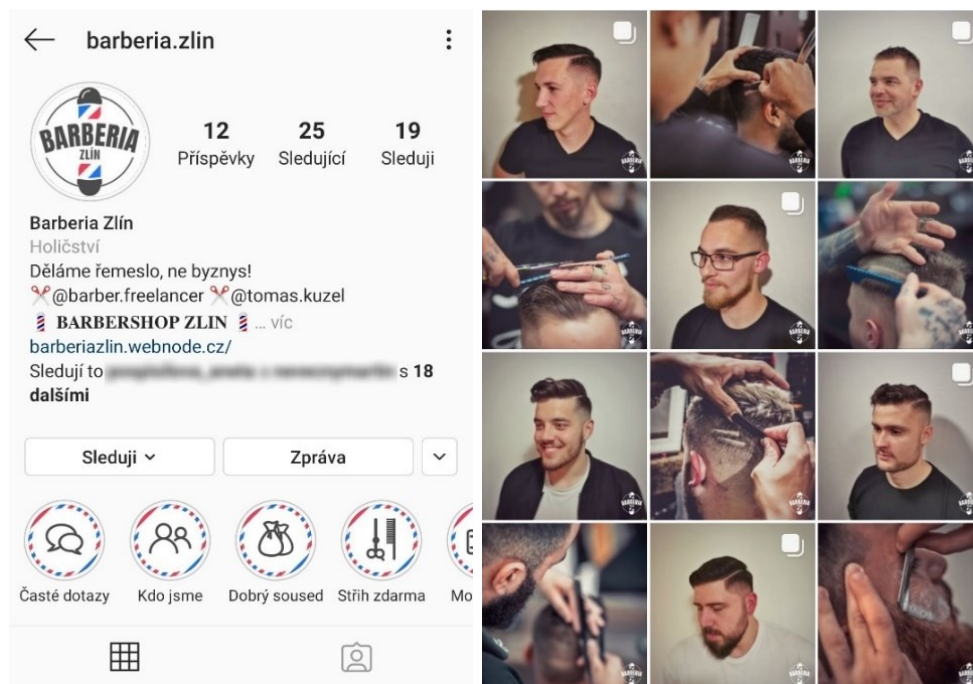 barberia.zlin
BARBERIA
ZLÍN
12
Příspěvky
25
Sledující
19
Sleduji
Barberia Zlín
Holičství
Děláme řemeslo, ne byznys!
@barber.freelancer @tomas.kuzel
BARBERSHOP ZLIN ... víc
barberiazlin.webnode.cz/
Sledují to s 18
dalšími
Sleduji
Zpráva
Časté dotazy
Kdo jsme
Dobrý soused
Střih zdarma
Mo